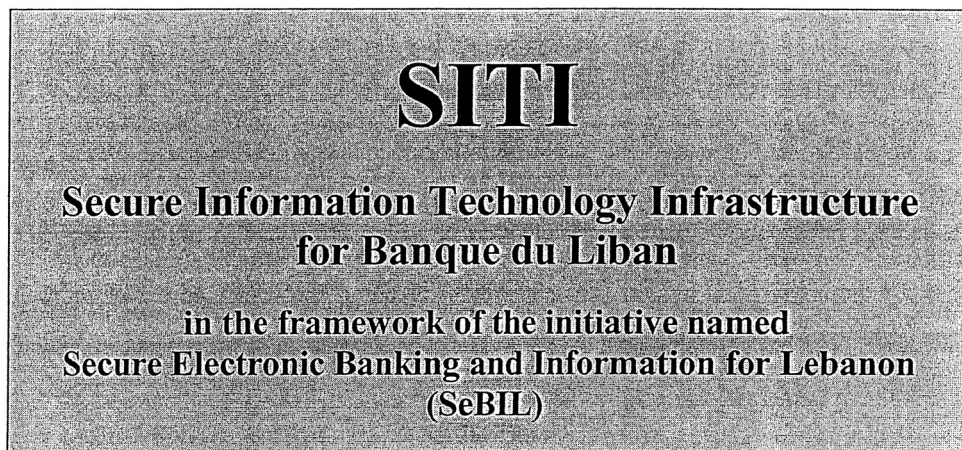 SITI
Secure Information Technology Infrastructure
for Banque du Liban
in the framework of the initiative named
Secure Electronic Banking and Information for Lebanon
(SeBIL)